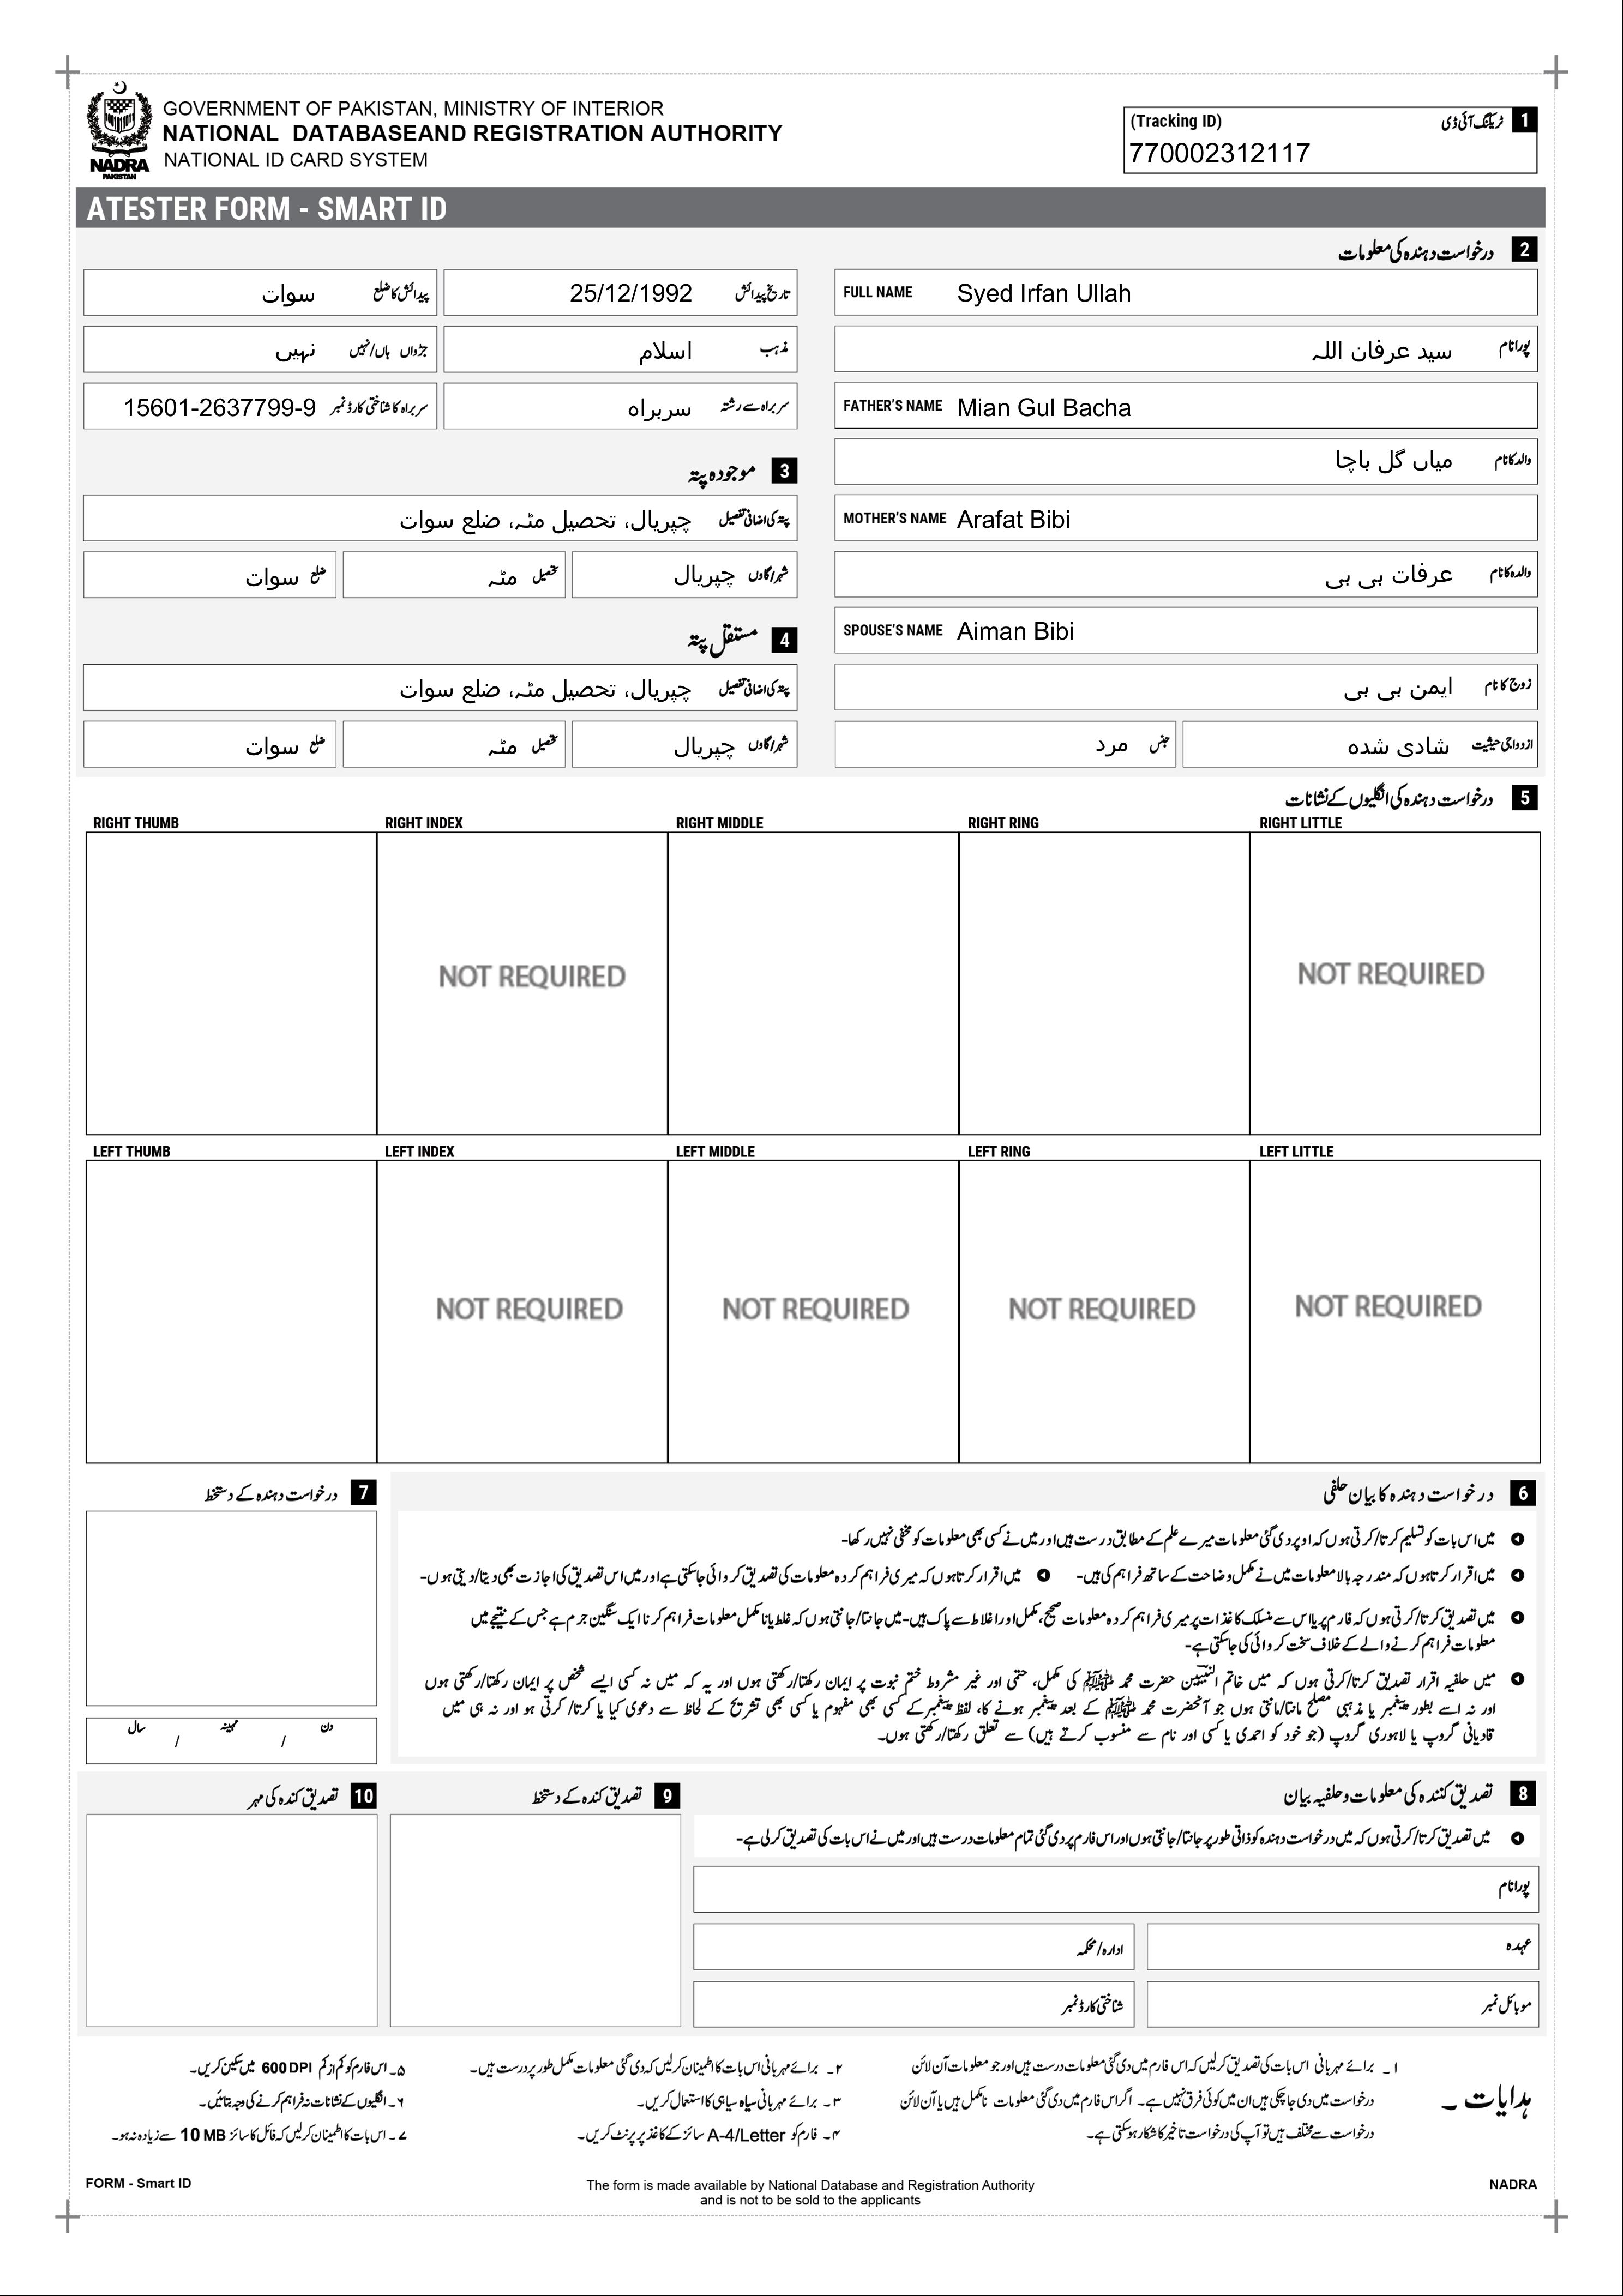 GOVERNMENT OF PAKISTAN, MINISTRY OF INTERIOR
NATIONAL DATABASEAND REGISTRATION AUTHORITY
NATIONAL ID CARD SYSTEM
NADRA
PAKISTAN
(Tracking ID) ٹریکنگ آئی ڈی 1
770002312117
ATESTER FORM - SMART ID
2 درخواست دہندہ کی معلومات
FULL NAME Syed Irfan Ullah
پورا نام سید عرفان اللہ
FATHER'S NAME Mian Gul Bacha
والد کا نام میاں گل باچا
MOTHER'S NAME Arafat Bibi
والدہ کا نام عرفات بی بی
SPOUSE'S NAME Aiman Bibi
زوج کا نام ایمن بی بی
ازدواجی حیثیت شادی شدہ
جنس مرد
تاریخ پیدائش 25/12/1992
پیدائش کا ضلع سوات
مذہب اسلام
جڑواں ہاں/نہیں نہیں
سربراہ سے رشتہ سربراہ
سربراہ کا شناختی کارڈ نمبر 15601-2637799-9
3 موجودہ پتہ
پتہ کی اضافی تفصیل چپریال، تحصیل مٹہ، ضلع سوات
شہر/گاؤں چپریال
تحصیل مٹہ
ضلع سوات
4 مستقل پتہ
پتہ کی اضافی تفصیل چپریال، تحصیل مٹہ، ضلع سوات
شہر/گاؤں چپریال
تحصیل مٹہ
ضلع سوات
5 درخواست دہندہ کی انگلیوں کے نشانات
RIGHT THUMB RIGHT INDEX RIGHT MIDDLE RIGHT RING RIGHT LITTLE
NOT REQUIRED NOT REQUIRED
LEFT THUMB LEFT INDEX LEFT MIDDLE LEFT RING LEFT LITTLE
NOT REQUIRED NOT REQUIRED NOT REQUIRED NOT REQUIRED
6 درخواست دہندہ کا بیان حلفی
میں اس بات کو تسلیم کرتا/کرتی ہوں کہ اوپر دی گئی معلومات میرے علم کے مطابق درست ہیں اور میں نے کسی بھی معلومات کو مخفی نہیں رکھا-
میں اقرار کرتا ہوں کہ مندرجہ بالا معلومات میں نے مکمل وضاحت کے ساتھ فراہم کی ہیں- میں اقرار کرتا ہوں کہ میری فراہم کردہ معلومات کی تصدیق کروائی جا سکتی ہے اور میں اس تصدیق کی اجازت بھی دیتا/دیتی ہوں-
میں تصدیق کرتا/کرتی ہوں کہ فارم پر یا اس سے منسلک کاغذات پر میری فراہم کردہ معلومات صحیح، مکمل اور اغلاط سے پاک ہیں- میں جانتا/جانتی ہوں کہ غلط یا نامکمل معلومات فراہم کرنا ایک سنگین جرم ہے جس کے نتیجے میں
معلومات فراہم کرنے والے کے خلاف سخت کروائی کی جا سکتی ہے-
میں حلفیہ اقرار تصدیق کرتا/کرتی ہوں کہ میں خاتم النبیین حضرت محمد ﷺ کی مکمل، حتمی اور غیر مشروط ختم نبوت پر ایمان رکھتا/رکھتی ہوں اور یہ کہ میں نہ کسی ایسے شخص پر ایمان رکھتا/رکھتی ہوں
اور نہ اسے بطور پیغمبر یا مذہبی مصلح مانتا/مانتی ہوں جو آنحضرت محمد ﷺ کے بعد پیغمبر ہونے کا، لفظ پیغمبر کے کسی بھی مفہوم یا کسی بھی تشریح کے لحاظ سے دعوی کیا یا کرتا/کرتی ہو اور نہ ہی میں
قادیانی گروپ یا لاہوری گروپ (جو خود کو احمدی یا کسی اور نام سے منسوب کرتے ہیں) سے تعلق رکھتا/رکھتی ہوں۔
7 درخواست دہندہ کے دستخط
دن / مہینہ / سال
8 تصدیق کنندہ کی معلومات و حلفیہ بیان
میں تصدیق کرتا/کرتی ہوں کہ میں درخواست دہندہ کو ذاتی طور پر جانتا/جانتی ہوں اور اس فارم پر دی گئی تمام معلومات درست ہیں اور میں نے اس بات کی تصدیق کر لی ہے-
پورا نام
عہدہ
ادارہ/محکمہ
موبائل نمبر
شناختی کارڈ نمبر
9 تصدیق کندہ کے دستخط
10 تصدیق کندہ کی مہر
ہدایات ۔
۱ ۔ برائے مہربانی اس بات کی تصدیق کر لیں کہ اس فارم میں دی گئی معلومات درست ہیں اور جو معلومات آن لائن
درخواست میں دی جا چکی ہیں ان میں کوئی فرق نہیں ہے۔ اگر اس فارم میں دی گئی معلومات نامکمل ہیں یا آن لائن
درخواست سے مختلف ہیں تو آپ کی درخواست تاخیر کا شکار ہو سکتی ہے۔
۲ ۔ برائے مہربانی اس بات کا اطمینان کر لیں کہ دی گئی معلومات مکمل طور پر درست ہیں۔
۳ ۔ برائے مہربانی سیاہ سیاہی کا استعمال کریں۔
۴ ۔ فارم کو A-4/Letter سائز کے کاغذ پر پرنٹ کریں۔
۵ ۔ اس فارم کو کم از کم 600 DPI میں سکین کریں۔
۶ ۔ انگلیوں کے نشانات نہ فراہم کرنے کی وجہ بتائیں۔
۷ ۔ اس بات کا اطمینان کر لیں کہ فائل کا سائز 10 MB سے زیادہ نہ ہو۔
FORM - Smart ID
The form is made available by National Database and Registration Authority
and is not to be sold to the applicants
NADRA